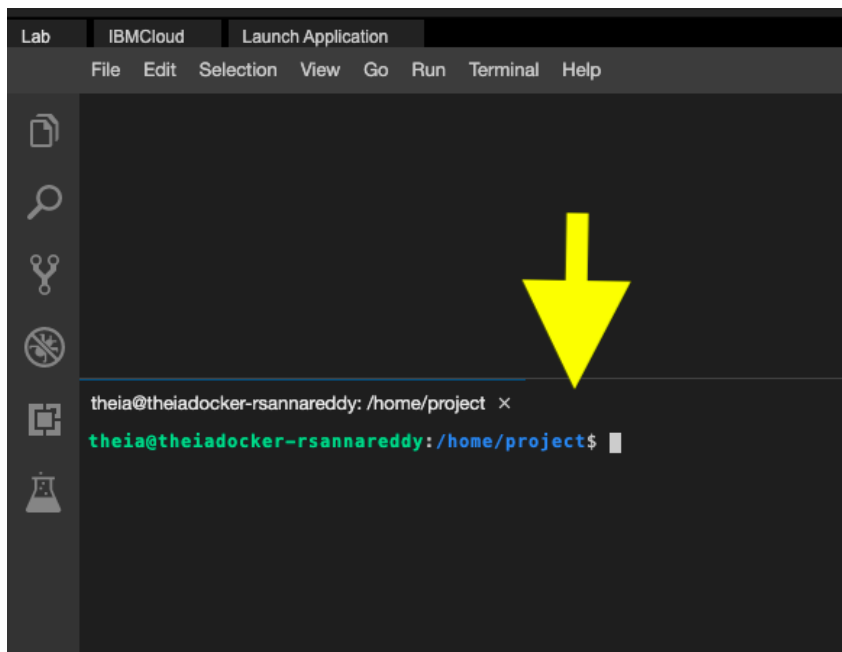 Lab IBMCloud Launch Application
File Edit Selection View Go Run Terminal Help
theia@theiadocker-rsannareddy: /home/project ×
theia@theiadocker-rsannareddy:/home/project$